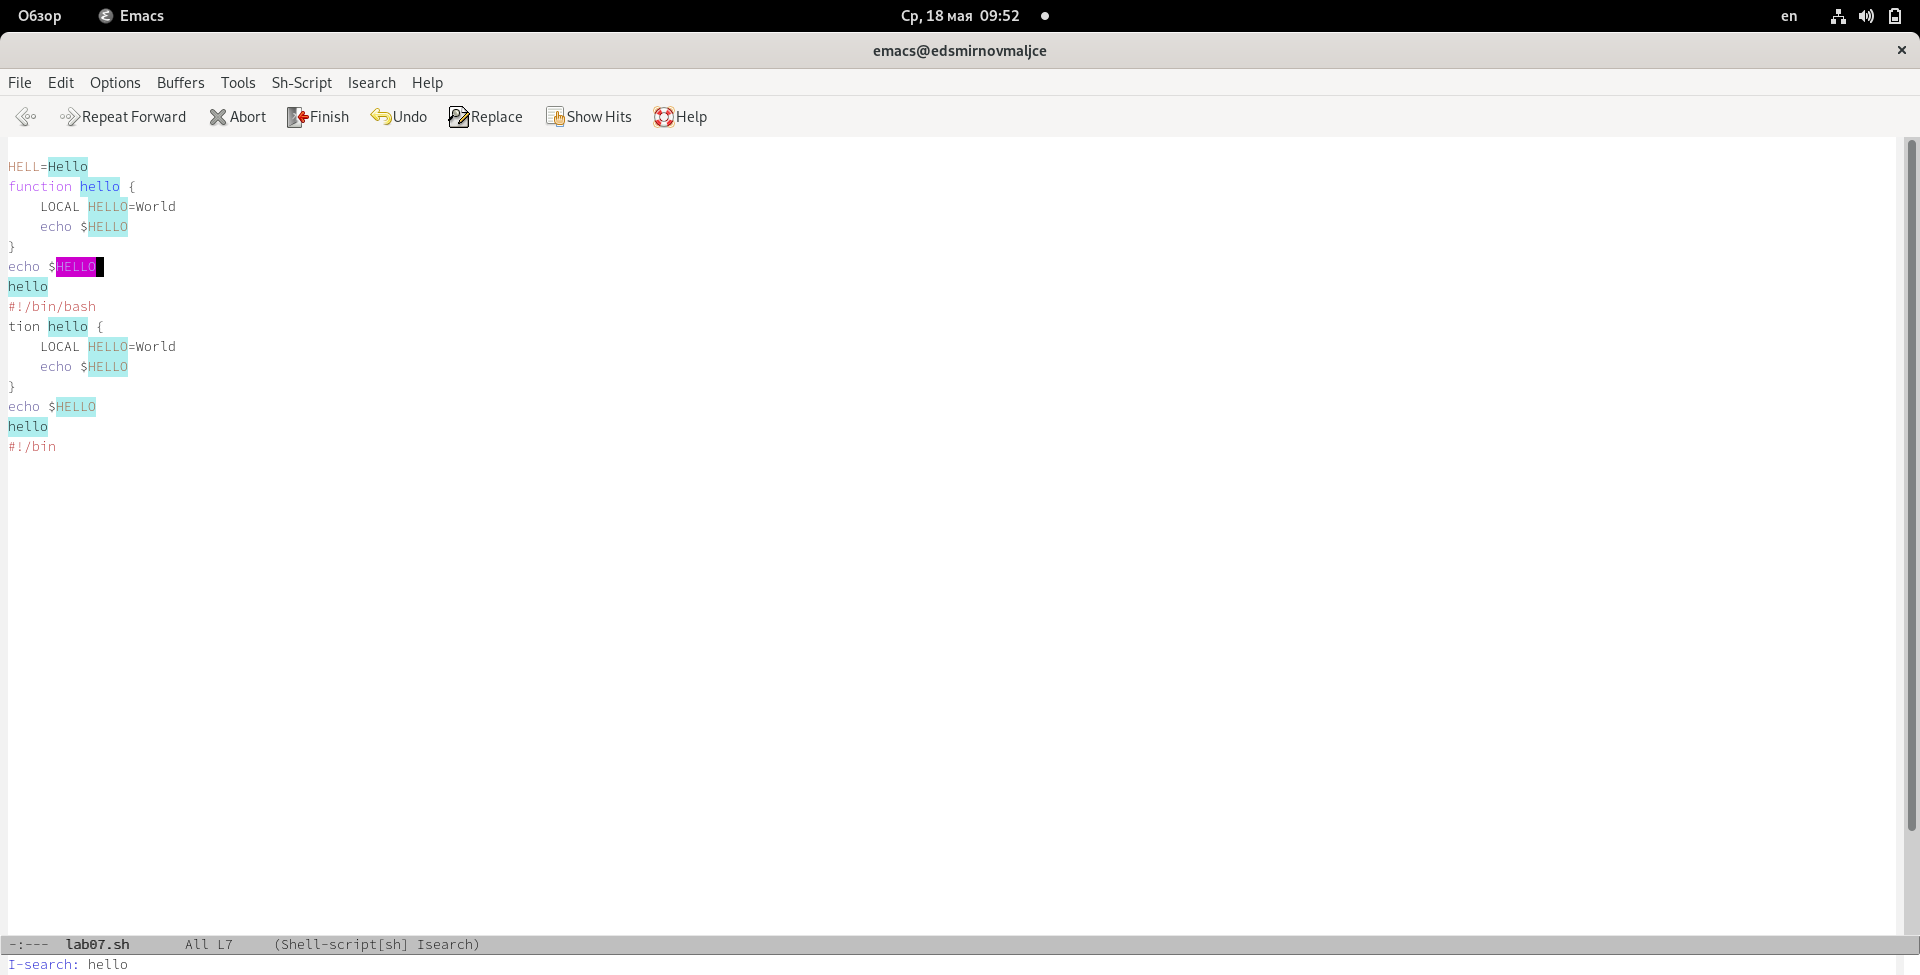 Обзор Emacs Ср, 18 мая 09:52 en
emacs@edsmirnovmaljce ×
File Edit Options Buffers Tools Sh-Script Isearch Help
Repeat Forward Abort Finish Undo Replace Show Hits Help
HELL=Hello
function hello {
    LOCAL HELLO=World
    echo $HELLO
}
echo $HELLO
hello
#!/bin/bash
tion hello {
    LOCAL HELLO=World
    echo $HELLO
}
echo $HELLO
hello
#!/bin
-:---  lab07.sh       All L7     (Shell-script[sh] Isearch)
I-search: hello